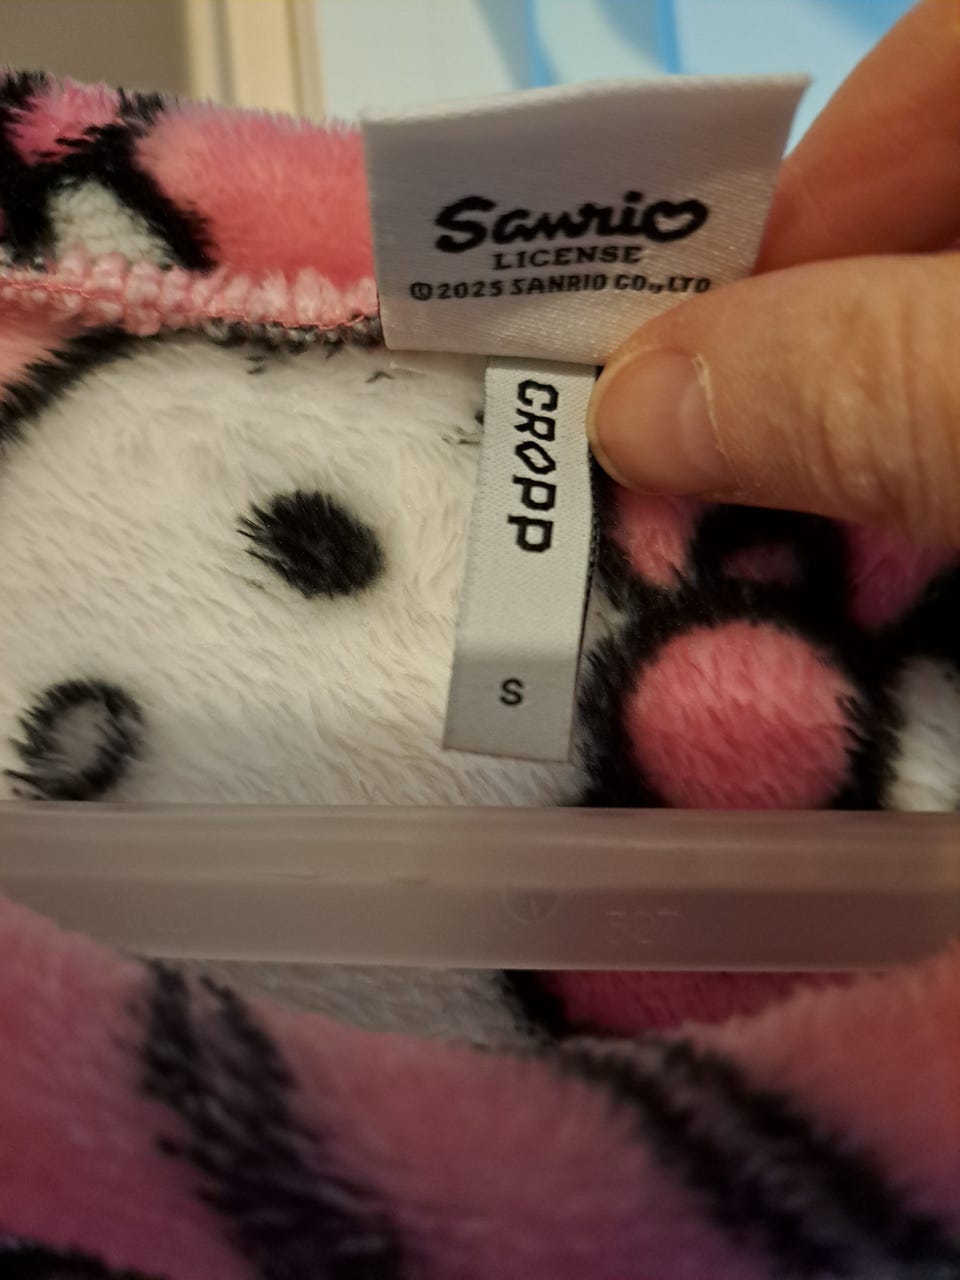 Sanrio
LICENSE
©2025 SANRIO CO.,LTD
CROPP
S